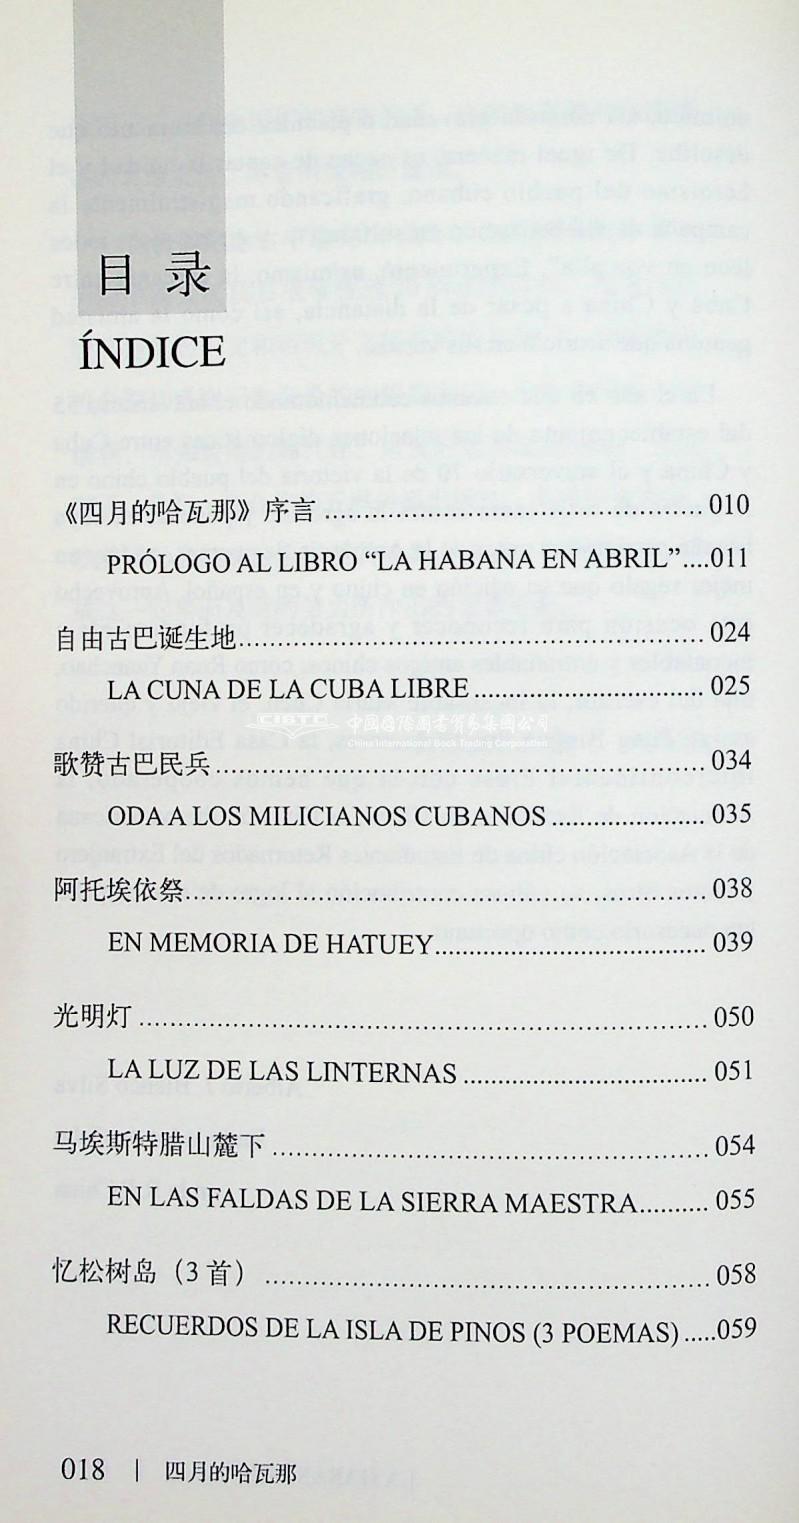 目 录
ÍNDICE
《四月的哈瓦那》序言 ........................................ 010
PRÓLOGO AL LIBRO “LA HABANA EN ABRIL”....011
自由古巴诞生地.................................................. 024
LA CUNA DE LA CUBA LIBRE ........................ 025
CIBTC 中国国际图书贸易集团公司
China International Book Trading Corporation
歌赞古巴民兵.................................................... 034
ODA A LOS MILICIANOS CUBANOS ................ 035
阿托埃依祭....................................................... 038
EN MEMORIA DE HATUEY............................. 039
光明灯 ............................................................ 050
LA LUZ DE LAS LINTERNAS .......................... 051
马埃斯特腊山麓下 ............................................. 054
EN LAS FALDAS DE LA SIERRA MAESTRA.......... 055
忆松树岛（3 首） .............................................. 058
RECUERDOS DE LA ISLA DE PINOS (3 POEMAS) .....059
018 | 四月的哈瓦那